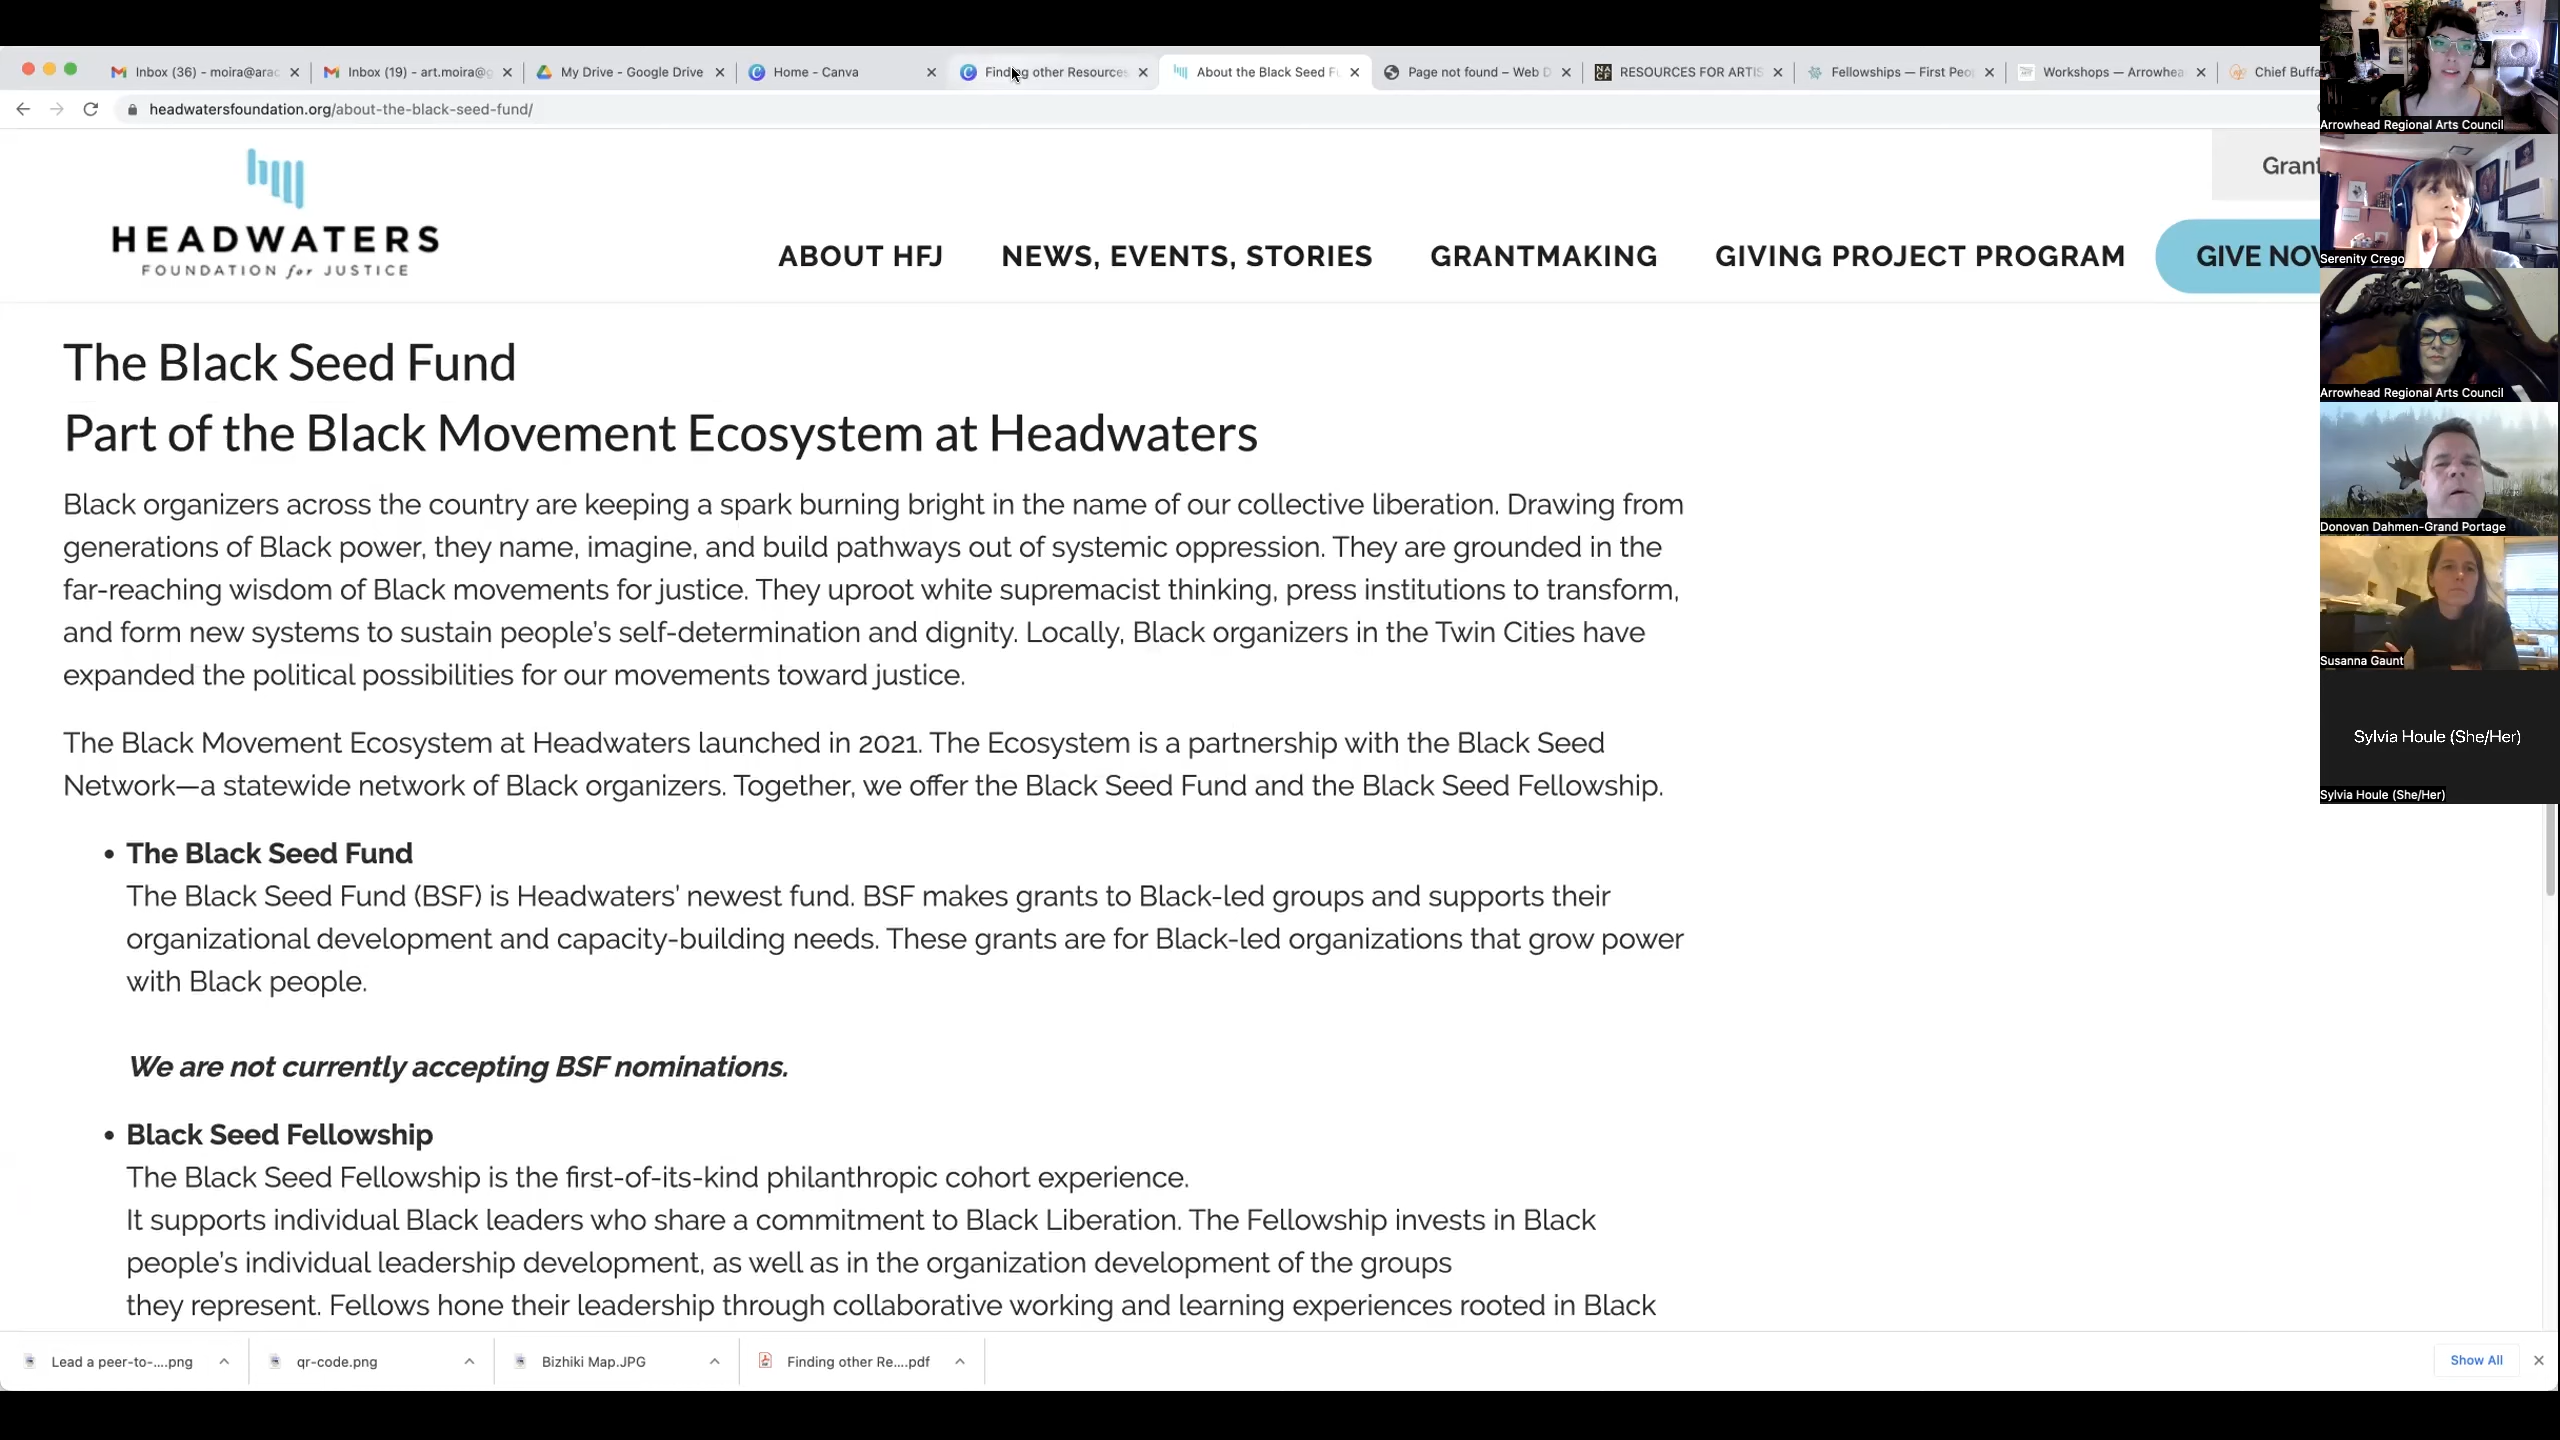 Inbox (36) - moira@arac
Inbox (19) - art.moira@g
My Drive - Google Drive
Home - Canva
Finding other Resources
About the Black Seed Fu
Page not found – Web D
RESOURCES FOR ARTIS
Fellowships — First Peo
Workshops — Arrowhea
Chief Buffa
headwatersfoundation.org/about-the-black-seed-fund/
Grant
HEADWATERS
FOUNDATION for JUSTICE
ABOUT HFJ
NEWS, EVENTS, STORIES
GRANTMAKING
GIVING PROJECT PROGRAM
GIVE NOW
The Black Seed Fund
Part of the Black Movement Ecosystem at Headwaters
Black organizers across the country are keeping a spark burning bright in the name of our collective liberation. Drawing from
generations of Black power, they name, imagine, and build pathways out of systemic oppression. They are grounded in the
far-reaching wisdom of Black movements for justice. They uproot white supremacist thinking, press institutions to transform,
and form new systems to sustain people’s self-determination and dignity. Locally, Black organizers in the Twin Cities have
expanded the political possibilities for our movements toward justice.
The Black Movement Ecosystem at Headwaters launched in 2021. The Ecosystem is a partnership with the Black Seed
Network—a statewide network of Black organizers. Together, we offer the Black Seed Fund and the Black Seed Fellowship.
• The Black Seed Fund
The Black Seed Fund (BSF) is Headwaters’ newest fund. BSF makes grants to Black-led groups and supports their
organizational development and capacity-building needs. These grants are for Black-led organizations that grow power
with Black people.
We are not currently accepting BSF nominations.
• Black Seed Fellowship
The Black Seed Fellowship is the first-of-its-kind philanthropic cohort experience.
It supports individual Black leaders who share a commitment to Black Liberation. The Fellowship invests in Black
people’s individual leadership development, as well as in the organization development of the groups
they represent. Fellows hone their leadership through collaborative working and learning experiences rooted in Black
Lead a peer-to-....png
qr-code.png
Bizhiki Map.JPG
Finding other Re....pdf
Show All
Arrowhead Regional Arts Council
Serenity Crego
Arrowhead Regional Arts Council
Donovan Dahmen-Grand Portage
Susanna Gaunt
Sylvia Houle (She/Her)
Sylvia Houle (She/Her)